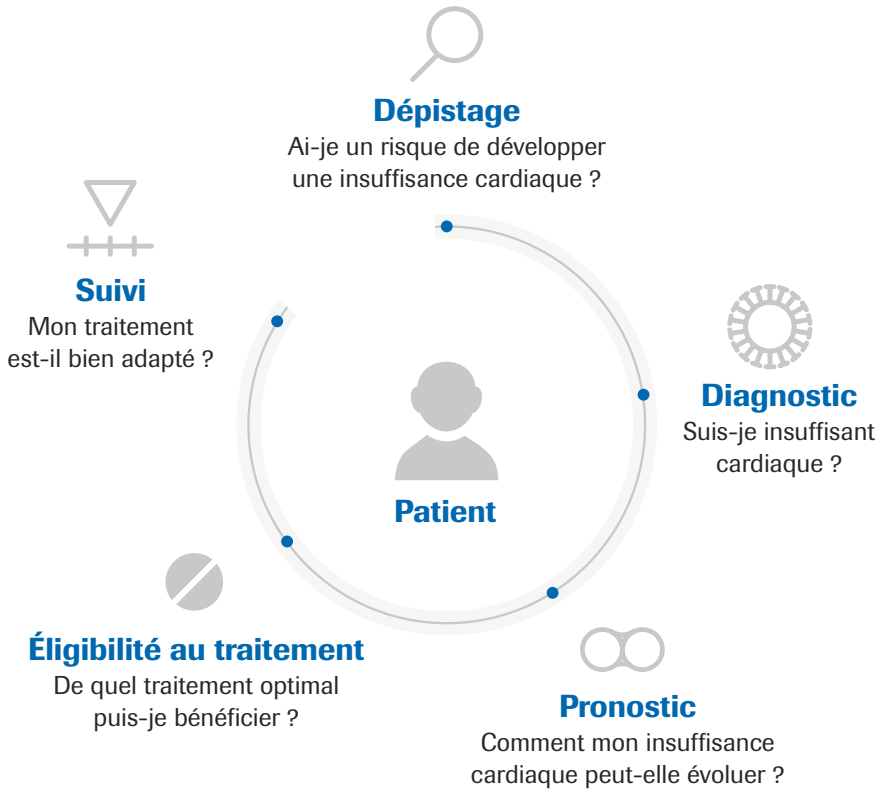 Dépistage
Ai-je un risque de développer
une insuffisance cardiaque ?
Diagnostic
Suis-je insuffisant
cardiaque ?
Pronostic
Comment mon insuffisance
cardiaque peut-elle évoluer ?
Éligibilité au traitement
De quel traitement optimal
puis-je bénéficier ?
Suivi
Mon traitement
est-il bien adapté ?
Patient